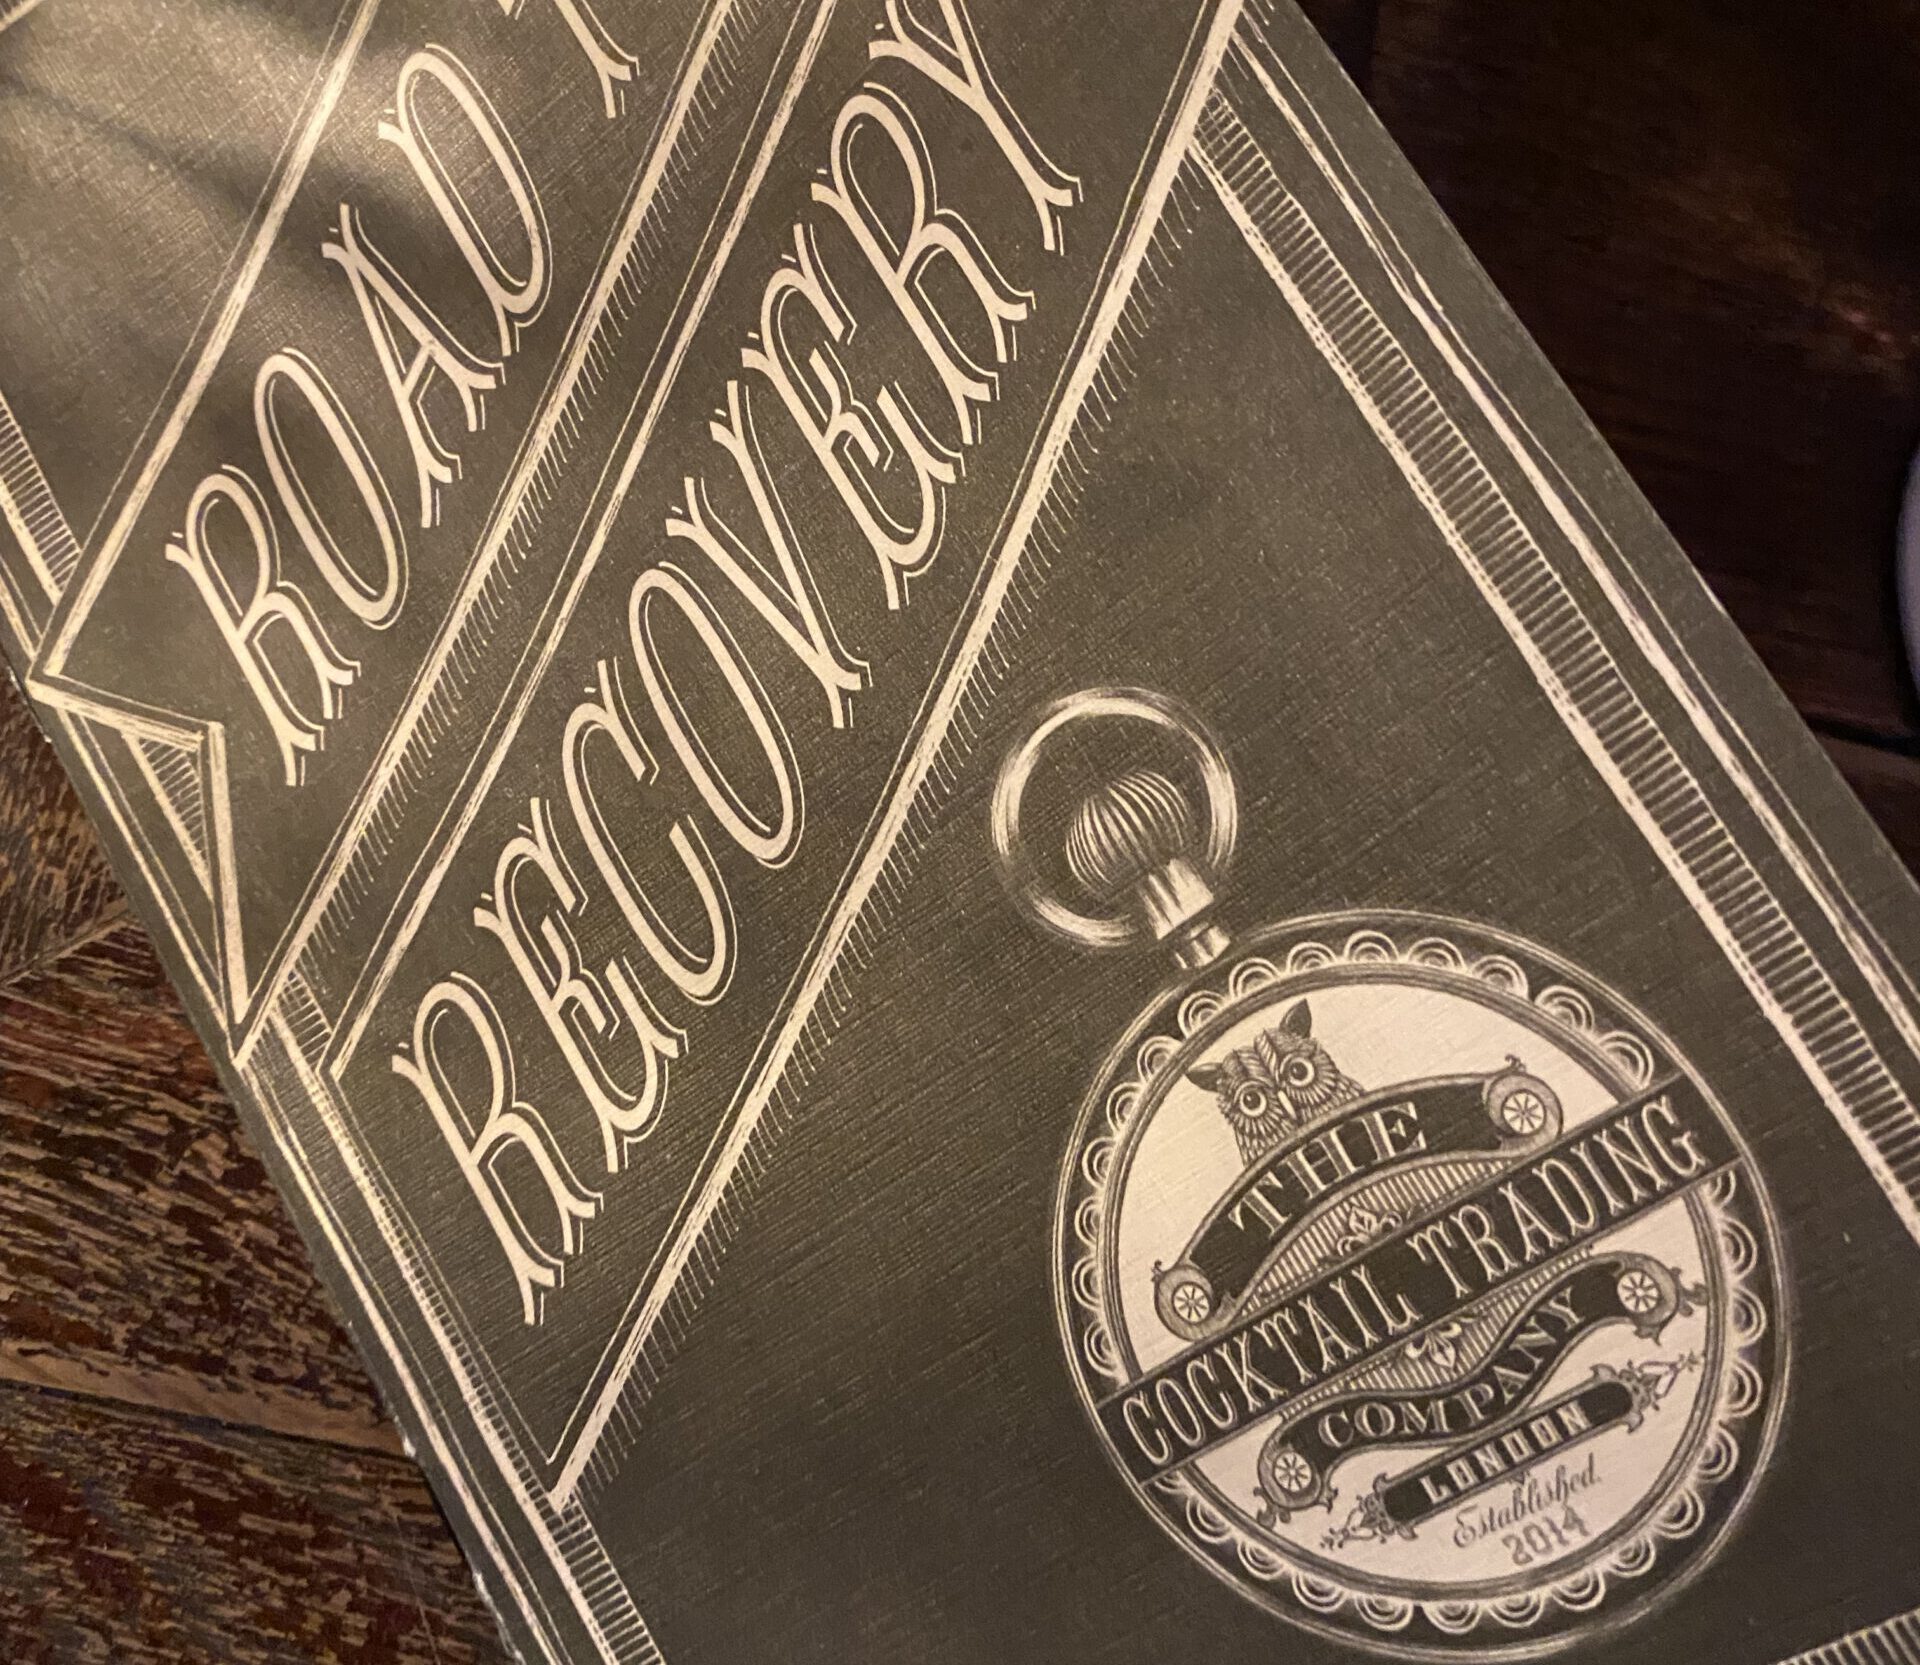 ROAD T
RECOVERY
THE
COCKTAIL TRADING
COMPANY
LONDON
Established.
2014